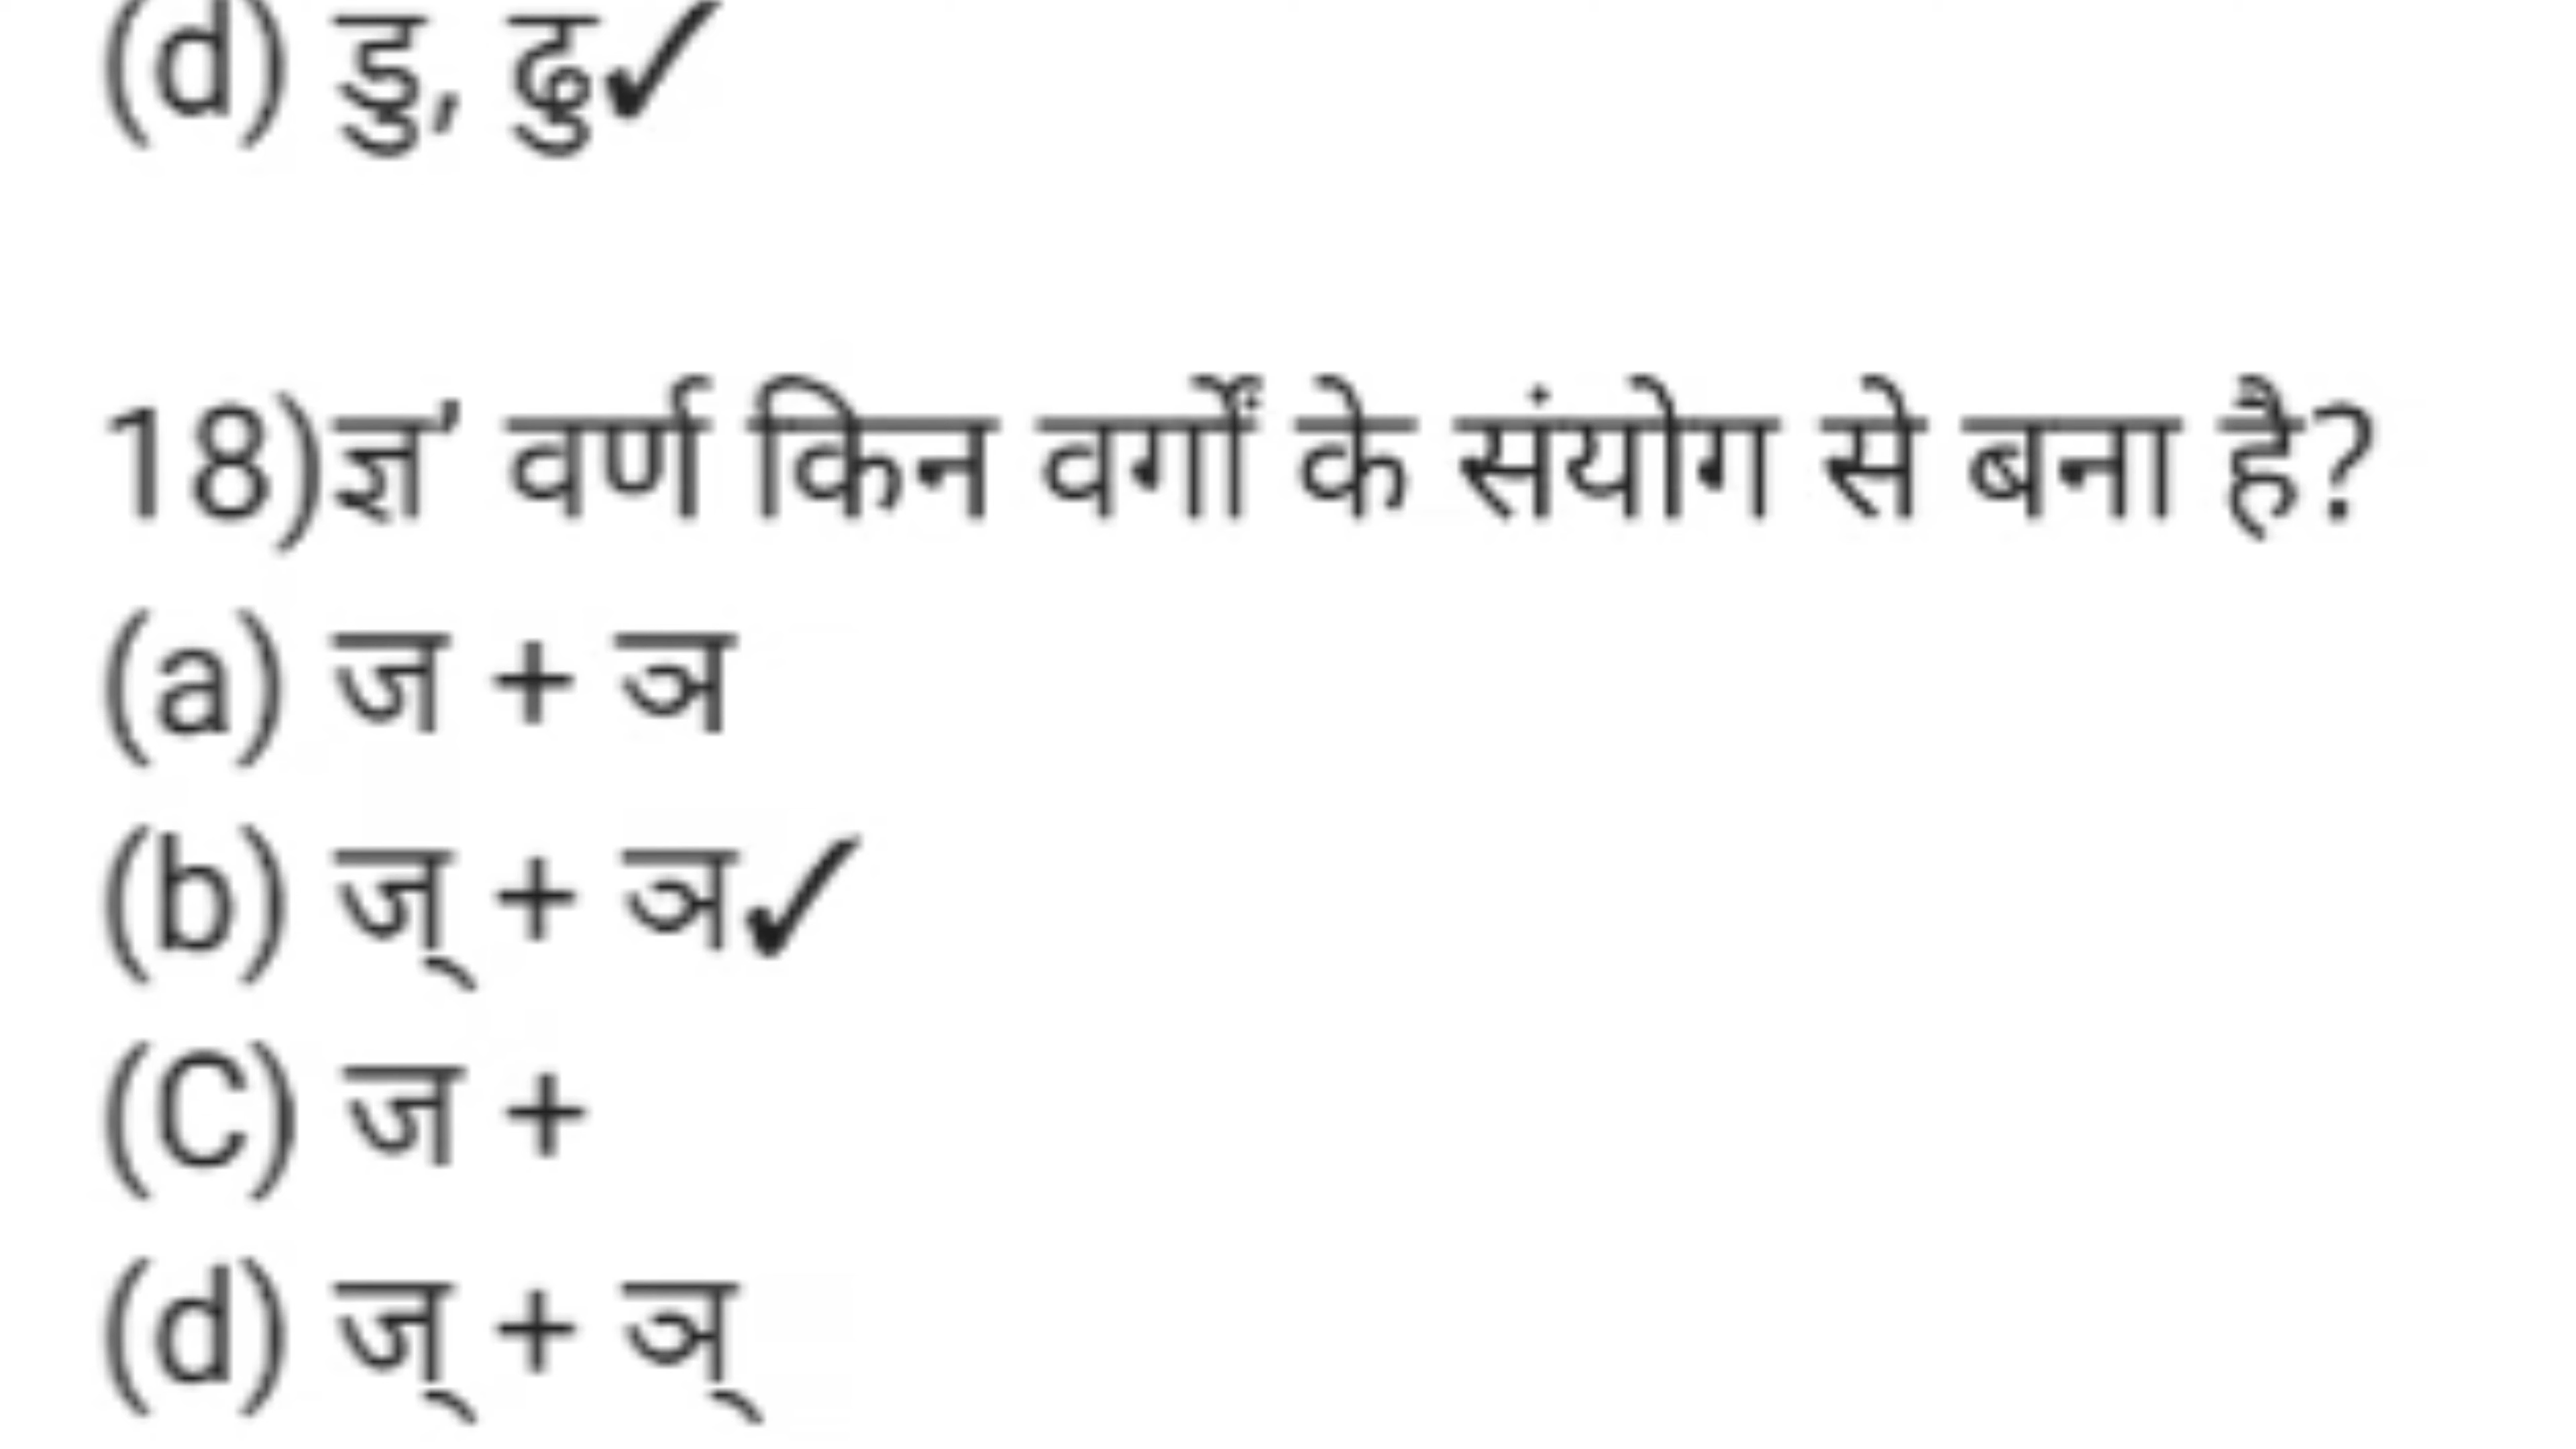 (d) डु, ढु✓
18)ज्ञ' वर्ण किन वर्गों के संयोग से बना है?
(a) ज + ञ
(b) ज् + ञ✓
(C) ज +
(d) ज् + ञ्